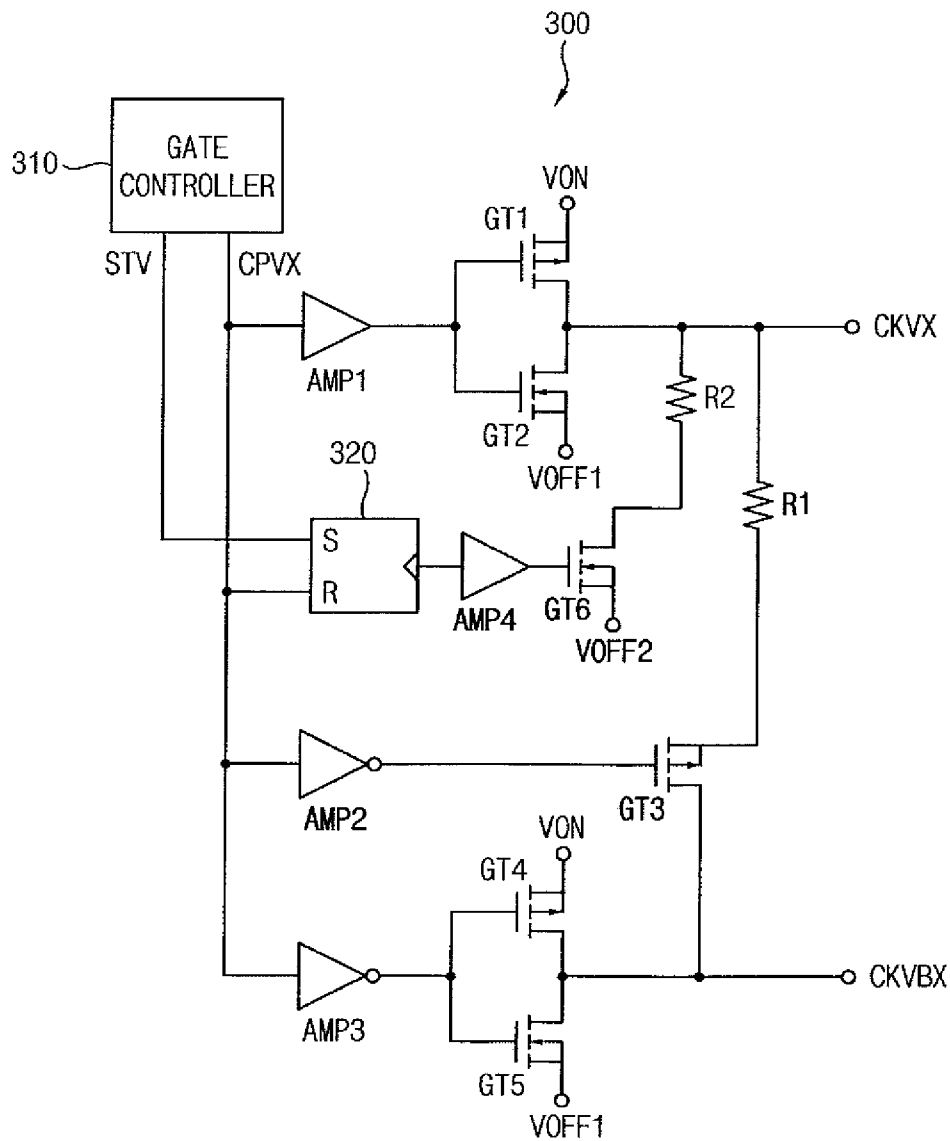 300
310
GATE
CONTROLLER
VON
GT1
STV
CPVX
CKVX
AMP1
R2
GT2
320
VOFF1
R1
S
R
AMP4
GT6
VOFF2
AMP2
GT3
VON
GT4
CKVBX
AMP3
GT5
VOFF1